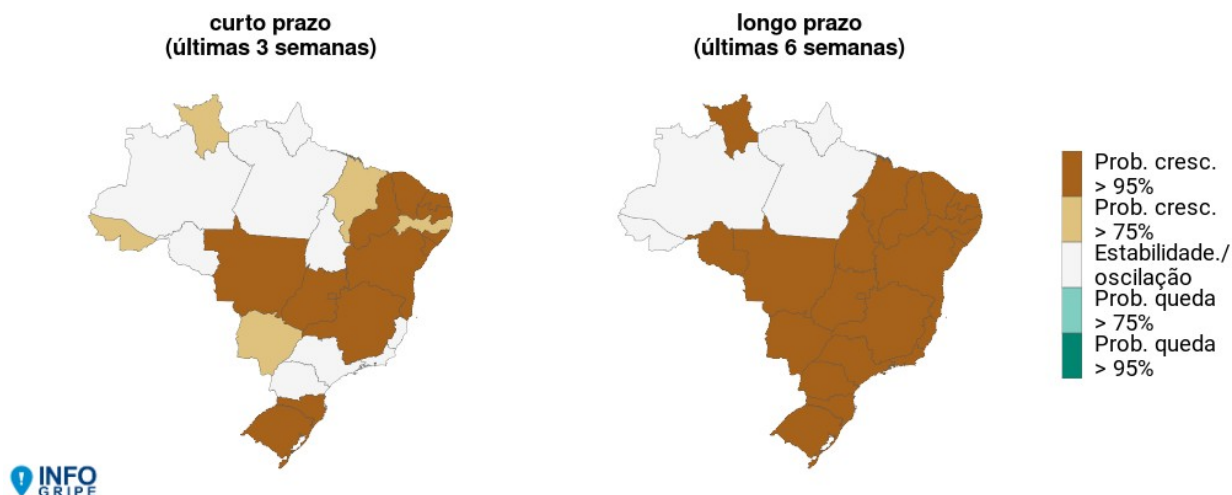 curto prazo
(últimas 3 semanas)
longo prazo
(últimas 6 semanas)
Prob. cresc.
> 95%
Prob. cresc.
> 75%
Estabilidade./
oscilação
Prob. queda
> 75%
Prob. queda
> 95%
INFO
GRIPE